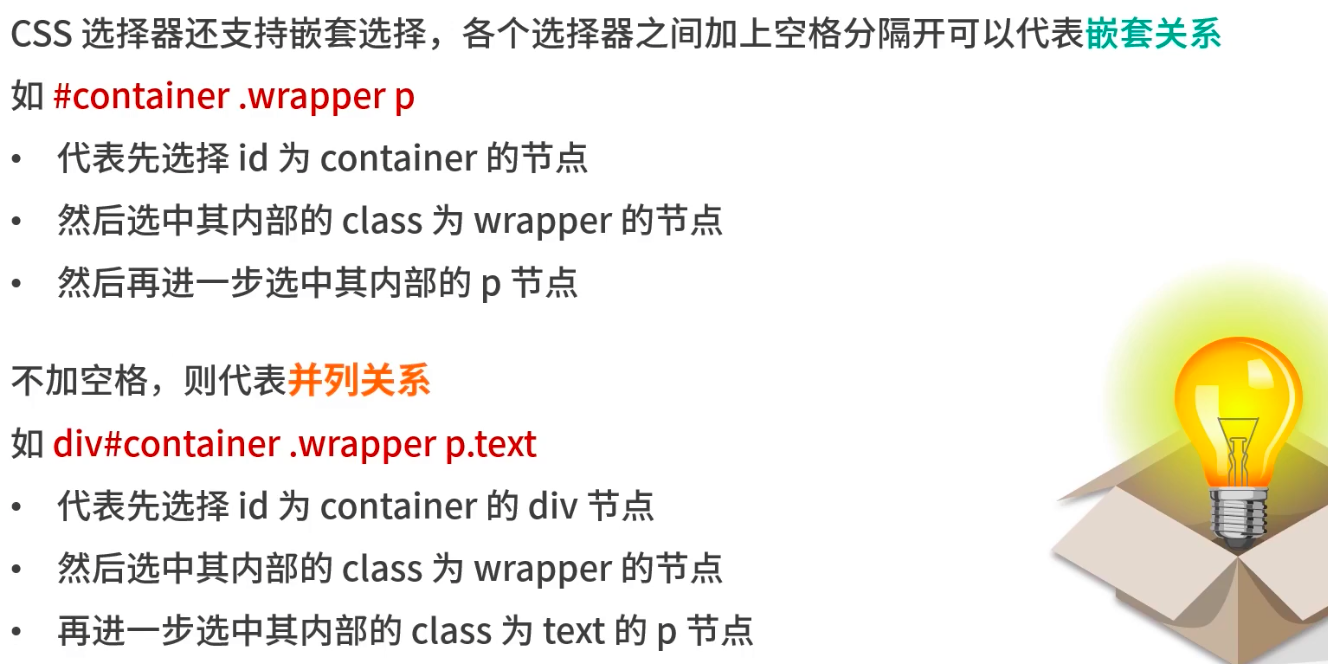 CSS 选择器还支持嵌套选择，各个选择器之间加上空格分隔开可以代表嵌套关系
如 #container .wrapper p
• 代表先选择 id 为 container 的节点
• 然后选中其内部的 class 为 wrapper 的节点
• 然后再进一步选中其内部的 p 节点
不加空格，则代表并列关系
如 div#container .wrapper p.text
• 代表先选择 id 为 container 的 div 节点
• 然后选中其内部的 class 为 wrapper 的节点
• 再进一步选中其内部的 class 为 text 的 p 节点